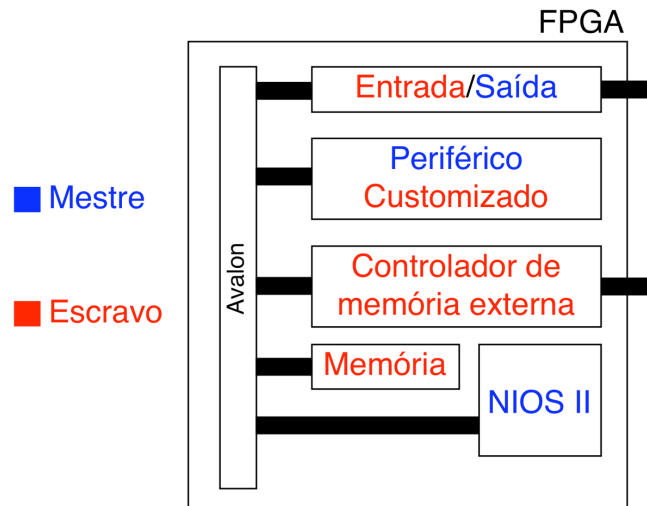 FPGA
Entrada/Saída
Periférico
Customizado
Mestre
Avalon
Controlador de
memória externa
Escravo
Memória
NIOS II